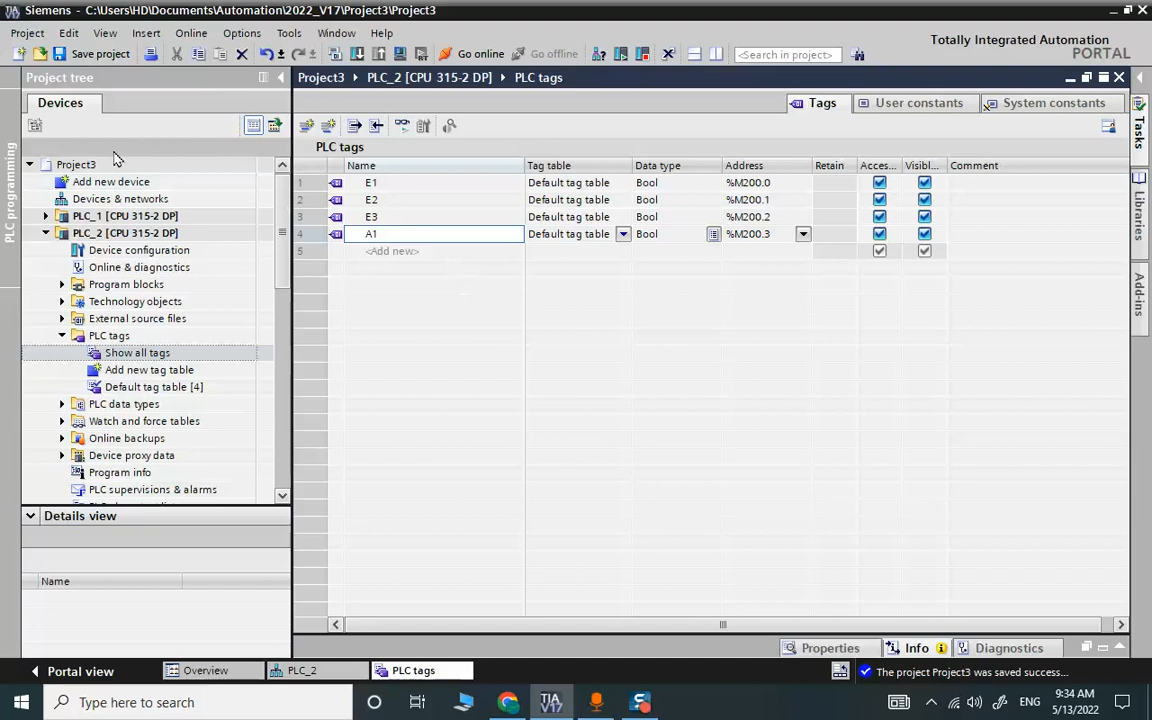 Siemens - C:\Users\HD\Documents\Automation\2022_V17\Project3\Project3
Project Edit View Insert Online Options Tools Window Help
Totally Integrated Automation
PORTAL
Save project
Go online
Go offline
<Search in project>
Project tree
Project3 PLC_2 [CPU 315-2 DP] PLC tags
Devices
Tags User constants System constants
PLC programming
Tasks
Libraries
Add-ins
PLC tags
Name Tag table Data type Address Retain Acces... Visibl... Comment
1 E1 Default tag table Bool %M200.0
2 E2 Default tag table Bool %M200.1
3 E3 Default tag table Bool %M200.2
4 A1 Default tag table Bool %M200.3
5 <Add new>
Project3
Add new device
Devices & networks
PLC_1 [CPU 315-2 DP]
PLC_2 [CPU 315-2 DP]
Device configuration
Online & diagnostics
Program blocks
Technology objects
External source files
PLC tags
Show all tags
Add new tag table
Default tag table [4]
PLC data types
Watch and force tables
Online backups
Device proxy data
Program info
PLC supervisions & alarms
Details view
Name
Properties Info Diagnostics
Portal view Overview PLC_2 PLC tags
The project Project3 was saved success...
Type here to search
TIA
V17
ENG
9:34 AM
5/13/2022